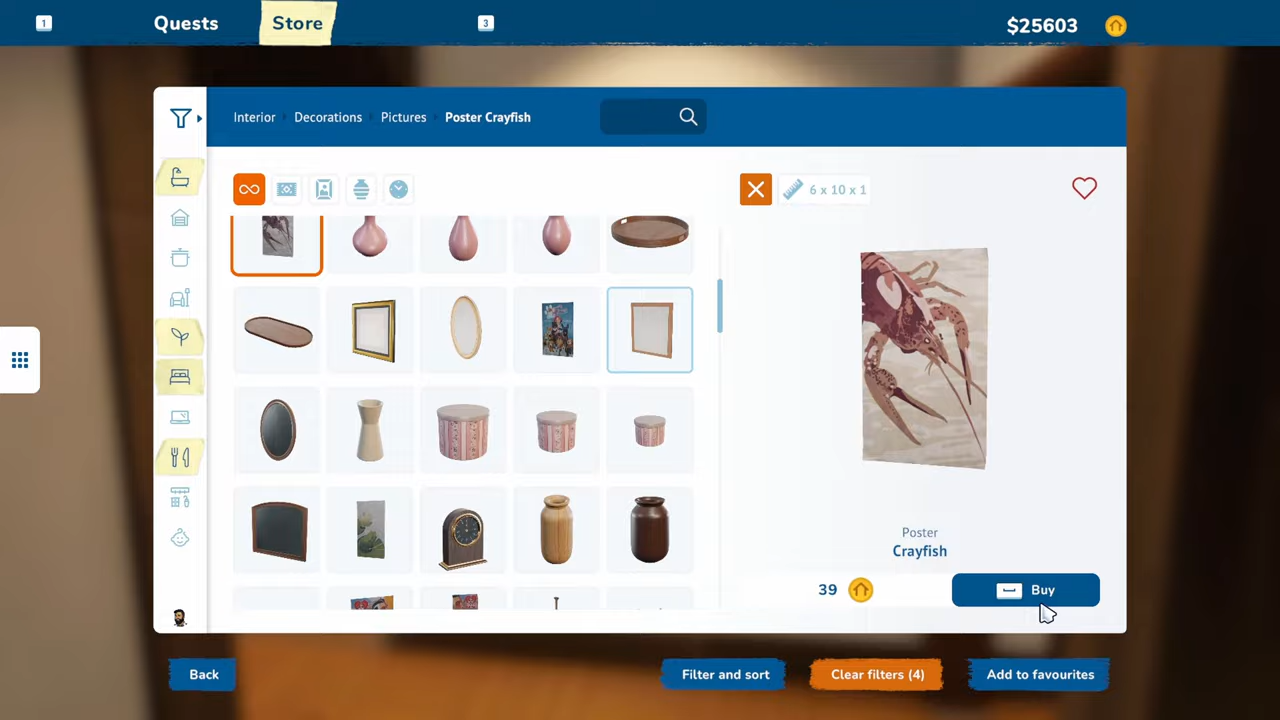 1
Quests
Store
3
$25603
Interior
Decorations
Pictures
Poster Crayfish
6 x 10 x 1
Poster
Crayfish
39
Buy
Back
Filter and sort
Clear filters (4)
Add to favourites